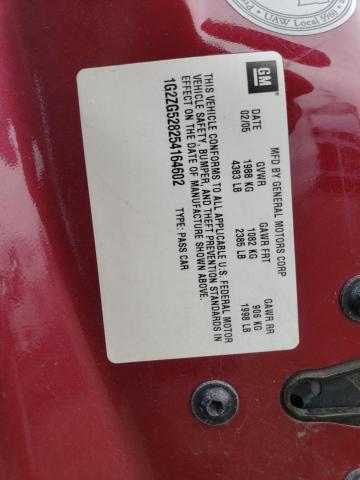 UAW Local 5960
GM
MFD BY GENERAL MOTORS CORP
DATE GVWR GAWR FRT GAWR RR
02/05 1988 KG 1082 KG 906 KG
4383 LB 2385 LB 1998 LB
THIS VEHICLE CONFORMS TO ALL APPLICABLE U.S. FEDERAL MOTOR
VEHICLE SAFETY, BUMPER, AND THEFT PREVENTION STANDARDS IN
EFFECT ON THE DATE OF MANUFACTURE SHOWN ABOVE.
1G2ZG528254164602 TYPE: PASS CAR